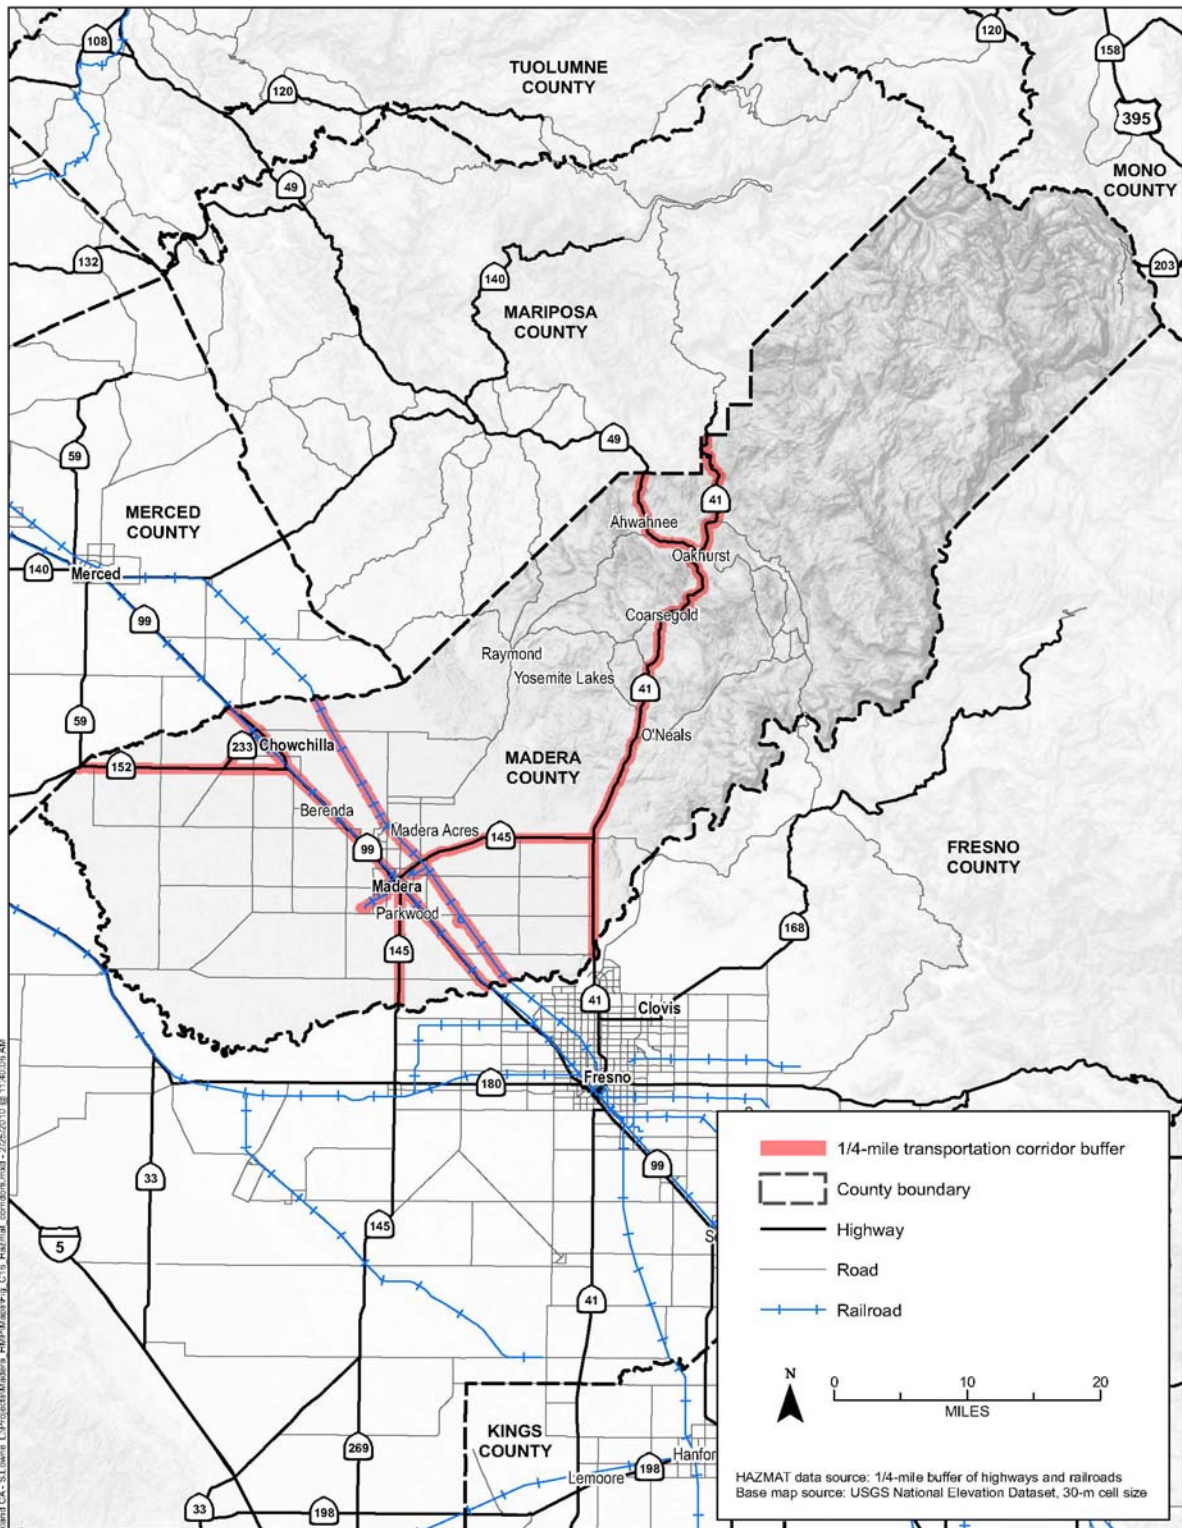 108
120
120
158
TUOLUMNE
COUNTY
395
MONO
COUNTY
49
132
203
140
MARIPOSA
COUNTY
49
59
41
MERCED
COUNTY
Ahwahnee
Oakhurst
140
Merced
99
Coarsegold
Raymond
Yosemite Lakes
41
59
O'Neals
233
Chowchilla
152
MADERA
COUNTY
Berenda
Madera Acres
145
99
FRESNO
COUNTY
Madera
Parkwood
168
145
41
Clovis
Fresno
180
99
33
145
5
41
KINGS
COUNTY
269
Hanfor
198
Lemoore
33
198
1/4-mile transportation corridor buffer
County boundary
Highway
Road
Railroad
N
0 10 20
MILES
HAZMAT data source: 1/4-mile buffer of highways and railroads
Base map source: USGS National Elevation Dataset, 30-m cell size